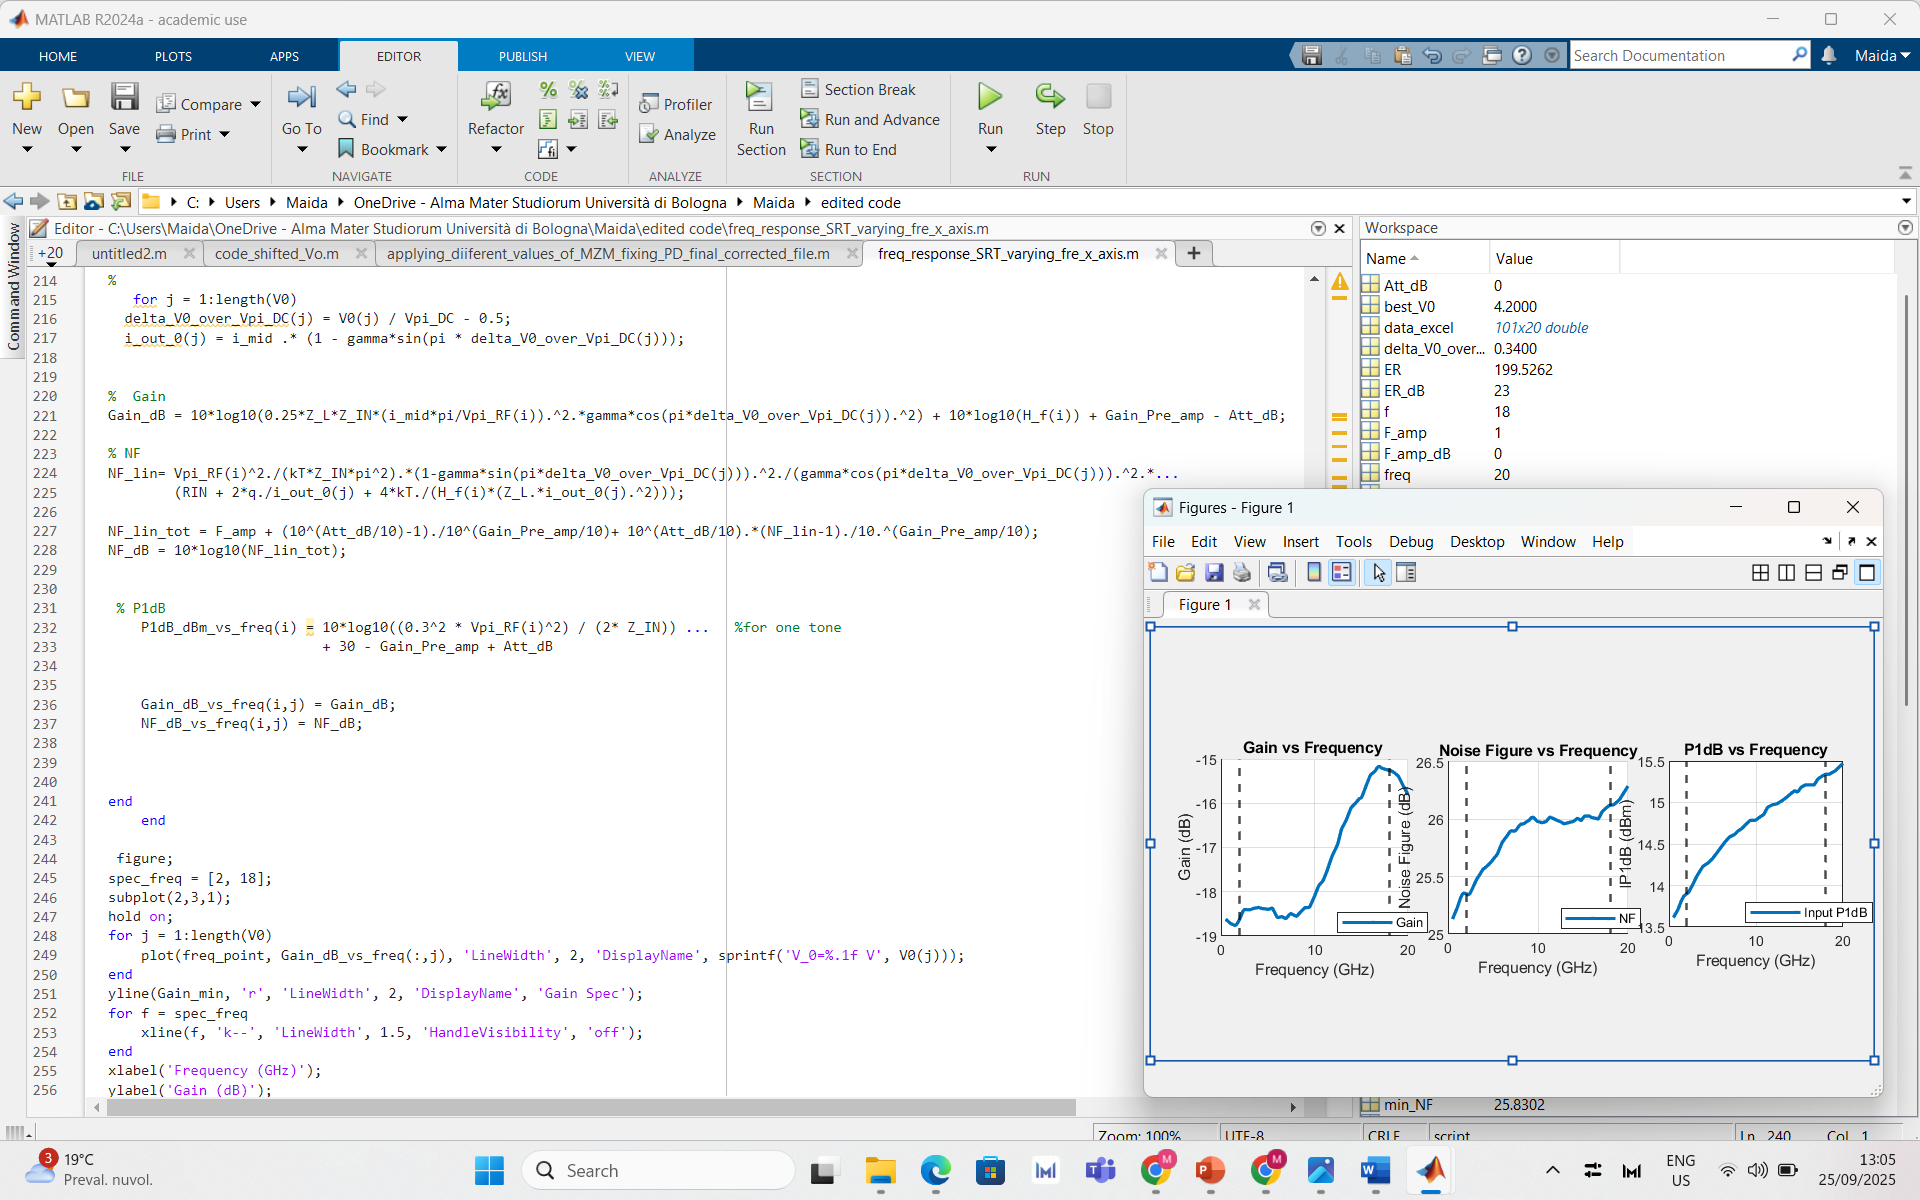 MATLAB R2024a - academic use
HOME PLOTS APPS EDITOR PUBLISH VIEW
Search Documentation
Maida
New Open Save
Compare
Print
Go To
Find
Bookmark
Refactor
Profiler
Analyze
Run Section
Section Break
Run and Advance
Run to End
Run Step Stop
FILE NAVIGATE CODE ANALYZE SECTION RUN
C: Users Maida OneDrive - Alma Mater Studiorum Università di Bologna Maida edited code
Command Window
Editor - C:\Users\Maida\OneDrive - Alma Mater Studiorum Università di Bologna\Maida\edited code\freq_response_SRT_varying_fre_x_axis.m
+20 untitled2.m code_shifted_Vo.m applying_diiferent_values_of_MZM_fixing_PD_final_corrected_file.m freq_response_SRT_varying_fre_x_axis.m
214 %
215 for j = 1:length(V0)
216 delta_V0_over_Vpi_DC(j) = V0(j) / Vpi_DC - 0.5;
217 i_out_0(j) = i_mid .* (1 - gamma*sin(pi * delta_V0_over_Vpi_DC(j)));
218
219
220 % Gain
221 Gain_dB = 10*log10(0.25*Z_L*Z_IN*(i_mid*pi/Vpi_RF(i)).^2.*gamma*cos(pi*delta_V0_over_Vpi_DC(j)).^2) + 10*log10(H_f(i)) + Gain_Pre_amp - Att_dB;
222
223 % NF
224 NF_lin= Vpi_RF(i)^2./(kT*Z_IN*pi^2).*(1-gamma*sin(pi*delta_V0_over_Vpi_DC(j))).^2./(gamma*cos(pi*delta_V0_over_Vpi_DC(j))).^2.*...
225 (RIN + 2*q./i_out_0(j) + 4*kT./(H_f(i)*(Z_L.*i_out_0(j).^2)));
226
227 NF_lin_tot = F_amp + (10^(Att_dB/10)-1)./10^(Gain_Pre_amp/10)+ 10^(Att_dB/10).*(NF_lin-1)./10.^(Gain_Pre_amp/10);
228 NF_dB = 10*log10(NF_lin_tot);
229
230
231 % P1dB
232 P1dB_dBm_vs_freq(i) = 10*log10((0.3^2 * Vpi_RF(i)^2) / (2* Z_IN)) ... %for one tone
233 + 30 - Gain_Pre_amp + Att_dB
234
235
236 Gain_dB_vs_freq(i,j) = Gain_dB;
237 NF_dB_vs_freq(i,j) = NF_dB;
238
239
240
241 end
242 end
243
244 figure;
245 spec_freq = [2, 18];
246 subplot(2,3,1);
247 hold on;
248 for j = 1:length(V0)
249 plot(freq_point, Gain_dB_vs_freq(:,j), 'LineWidth', 2, 'DisplayName', sprintf('V_0=%.1f V', V0(j)));
250 end
251 yline(Gain_min, 'r', 'LineWidth', 2, 'DisplayName', 'Gain Spec');
252 for f = spec_freq
253 xline(f, 'k--', 'LineWidth', 1.5, 'HandleVisibility', 'off');
254 end
255 xlabel('Frequency (GHz)');
256 ylabel('Gain (dB)');
Workspace
Name Value
Att_dB 0
best_V0 4.2000
data_excel 101x20 double
delta_V0_over... 0.3400
ER 199.5262
ER_dB 23
f 18
F_amp 1
F_amp_dB 0
freq 20
min_NF 25.8302
Figures - Figure 1
File Edit View Insert Tools Debug Desktop Window Help
Figure 1
Gain vs Frequency
-15
-16
-17
-18
-19
Gain (dB)
0 10 20
Frequency (GHz)
Gain
Noise Figure vs Frequency
26.5
26
25.5
25
Noise Figure (dB)
0 10 20
Frequency (GHz)
NF
P1dB vs Frequency
15.5
15
14.5
14
13.5
IP1dB (dBm)
0 10 20
Frequency (GHz)
Input P1dB
Zoom: 100% UTF-8 CRLF script Ln 240 Col 1
3
19°C
Preval. nuvol.
Search
M
M
ENG
US
13:05
25/09/2025